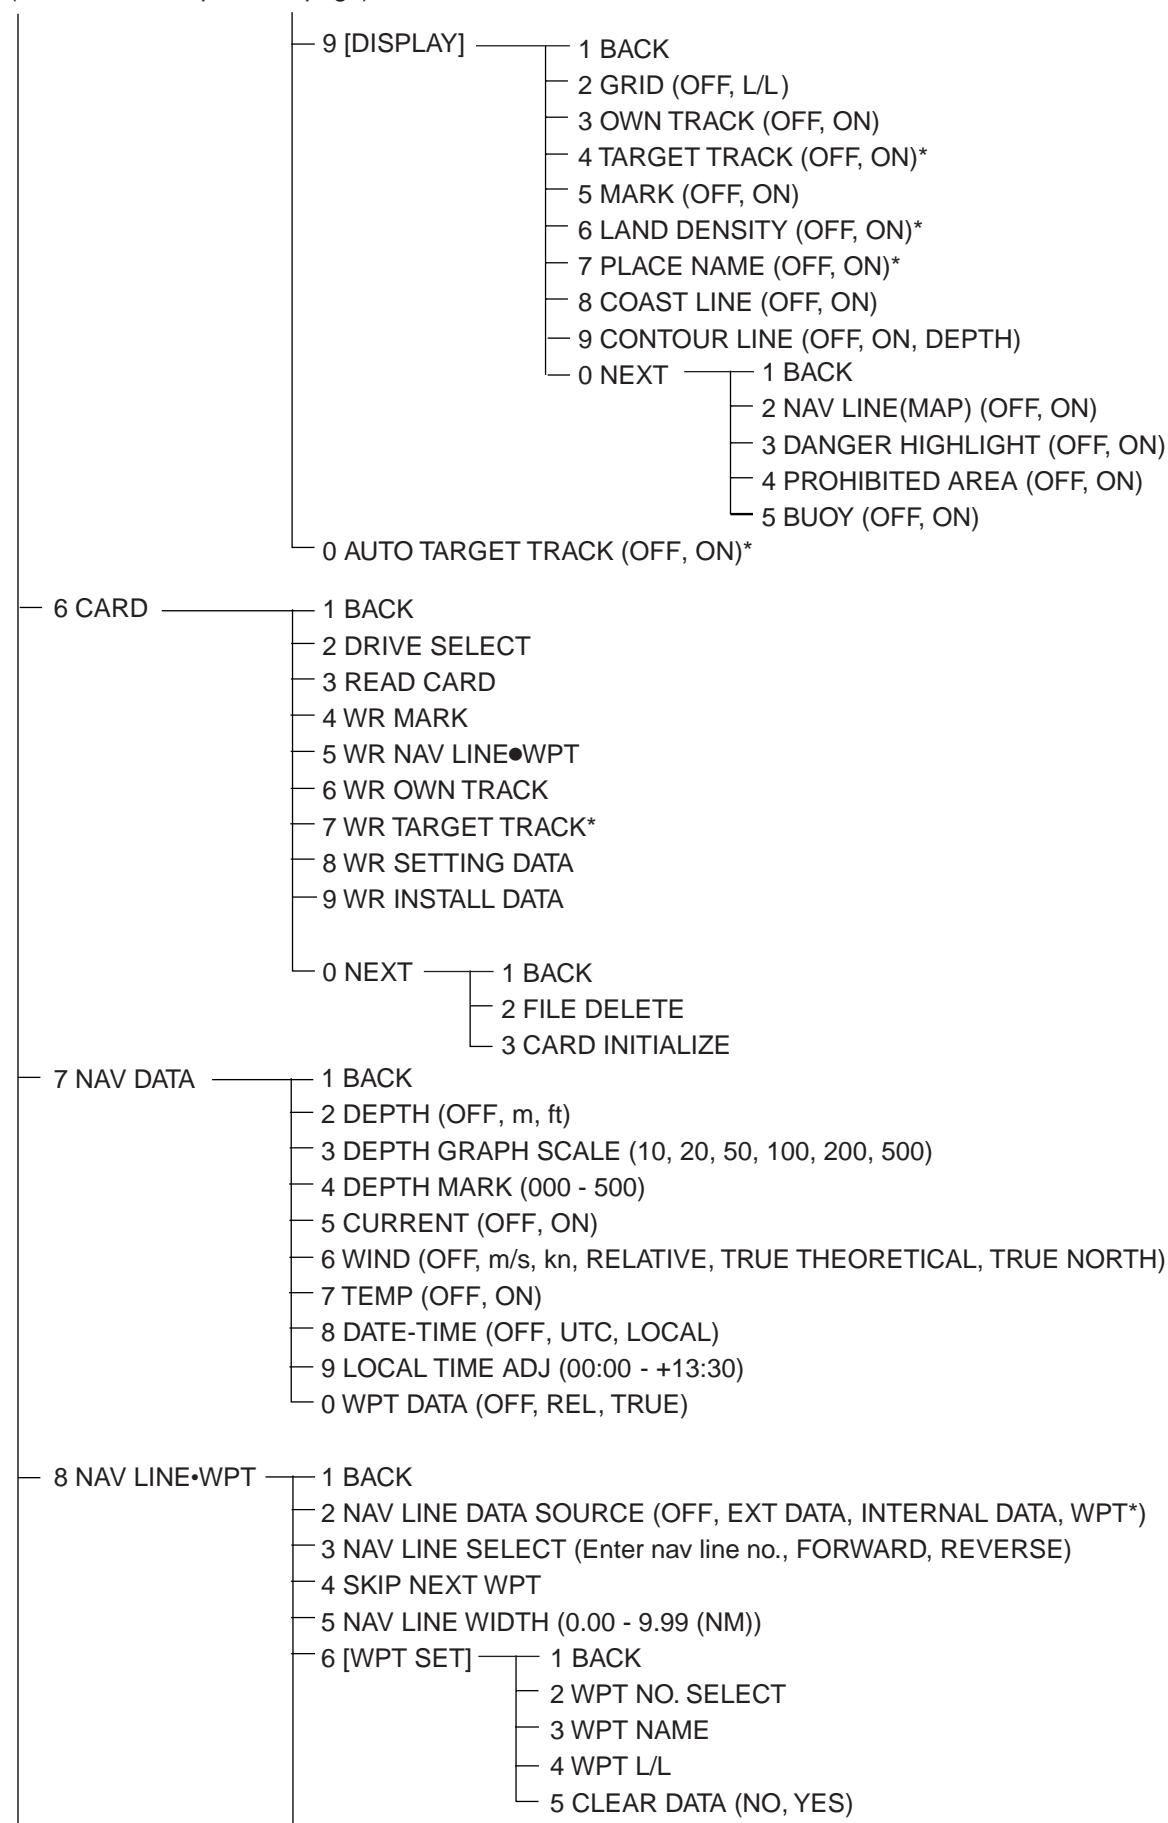 9 [DISPLAY]
1 BACK
2 GRID (OFF, L/L)
3 OWN TRACK (OFF, ON)
4 TARGET TRACK (OFF, ON)*
5 MARK (OFF, ON)
6 LAND DENSITY (OFF, ON)*
7 PLACE NAME (OFF, ON)*
8 COAST LINE (OFF, ON)
9 CONTOUR LINE (OFF, ON, DEPTH)
0 NEXT
1 BACK
2 NAV LINE(MAP) (OFF, ON)
3 DANGER HIGHLIGHT (OFF, ON)
4 PROHIBITED AREA (OFF, ON)
5 BUOY (OFF, ON)
0 AUTO TARGET TRACK (OFF, ON)*
6 CARD
1 BACK
2 DRIVE SELECT
3 READ CARD
4 WR MARK
5 WR NAV LINE●WPT
6 WR OWN TRACK
7 WR TARGET TRACK*
8 WR SETTING DATA
9 WR INSTALL DATA
0 NEXT
1 BACK
2 FILE DELETE
3 CARD INITIALIZE
7 NAV DATA
1 BACK
2 DEPTH (OFF, m, ft)
3 DEPTH GRAPH SCALE (10, 20, 50, 100, 200, 500)
4 DEPTH MARK (000 - 500)
5 CURRENT (OFF, ON)
6 WIND (OFF, m/s, kn, RELATIVE, TRUE THEORETICAL, TRUE NORTH)
7 TEMP (OFF, ON)
8 DATE-TIME (OFF, UTC, LOCAL)
9 LOCAL TIME ADJ (00:00 - +13:30)
0 WPT DATA (OFF, REL, TRUE)
8 NAV LINE•WPT
1 BACK
2 NAV LINE DATA SOURCE (OFF, EXT DATA, INTERNAL DATA, WPT*)
3 NAV LINE SELECT (Enter nav line no., FORWARD, REVERSE)
4 SKIP NEXT WPT
5 NAV LINE WIDTH (0.00 - 9.99 (NM))
6 [WPT SET]
1 BACK
2 WPT NO. SELECT
3 WPT NAME
4 WPT L/L
5 CLEAR DATA (NO, YES)